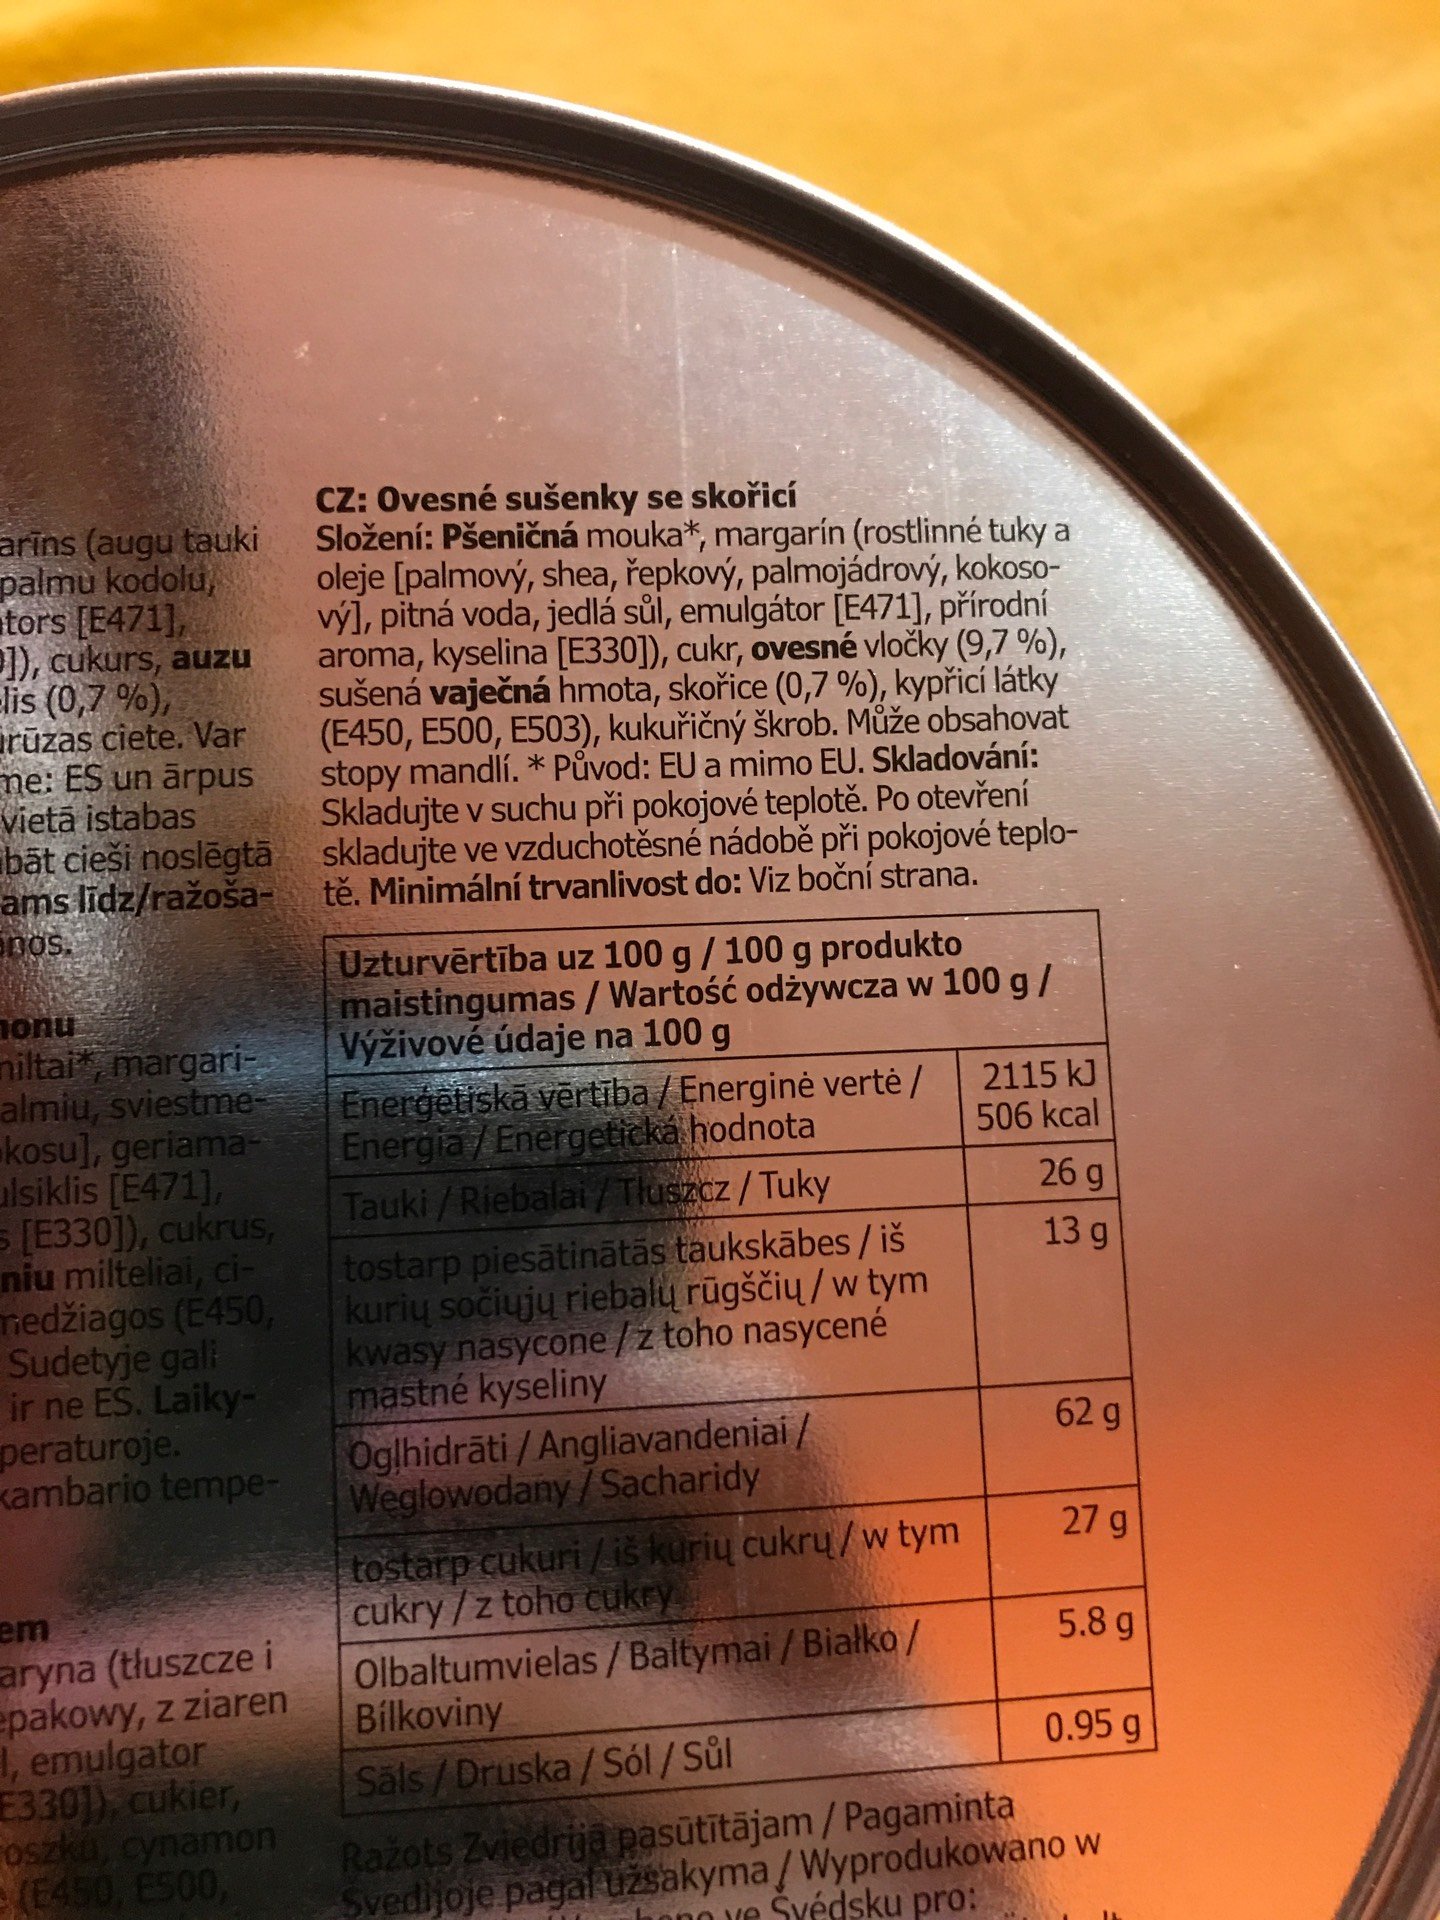 arīns (augu tauki
palmu kodolu,
tors [E471],
]), cukurs, auzu
lis (0,7 %),
rūzas ciete. Var
me: ES un ārpus
vietā istabas
bāt cieši noslēgtā
ams līdz/ražoša-
nos.
monu
miltai*, margari-
almių, sviestme-
kosų], geriama-
ulsiklis [E471],
s [E330]), cukrus,
nių milteliai, ci-
medžiagos (E450,
Sudetyje gali
ir ne ES. Laiky-
peraturoje.
kambario tempe-
em
aryna (tłuszcze i
epakowy, z ziaren
l, emulgator
E330]), cukier,
oszku, cynamon
(E450, E500,
CZ: Ovesné sušenky se skořicí
Složení: Pšeničná mouka*, margarín (rostlinné tuky a
oleje [palmový, shea, řepkový, palmojádrový, kokoso-
vý], pitná voda, jedlá sůl, emulgátor [E471], přírodní
aroma, kyselina [E330]), cukr, ovesné vločky (9,7 %),
sušená vaječná hmota, skořice (0,7 %), kypřicí látky
(E450, E500, E503), kukuřičný škrob. Může obsahovat
stopy mandlí. * Původ: EU a mimo EU. Skladování:
Skladujte v suchu při pokojové teplotě. Po otevření
skladujte ve vzduchotěsné nádobě při pokojové teplo-
tě. Minimální trvanlivost do: Viz boční strana.
Uzturvērtība uz 100 g / 100 g produkto
maistingumas / Wartość odżywcza w 100 g /
Výživové údaje na 100 g
Enerģētiskā vērtība / Energinė vertė /
Energia / Energetická hodnota
2115 kJ
506 kcal
Tauki / Riebalai / Tłuszcz / Tuky
26 g
tostarp piesātinātās taukskābes / iš
kurių sočiųjų riebalų rūgščių / w tym
kwasy nasycone / z toho nasycené
mastné kyseliny
13 g
Ogļhidrāti / Angliavandeniai /
Węglowodany / Sacharidy
62 g
tostarp cukuri / iš kurių cukrų / w tym
cukry / z toho cukry
27 g
Olbaltumvielas / Baltymai / Białko /
Bílkoviny
5.8 g
Sāls / Druska / Sól / Sůl
0.95 g
Ražots Zviedrijā pasūtītājam / Pagaminta
Švedijoje pagal užsakymą / Wyprodukowano w
ve Švédsku pro: